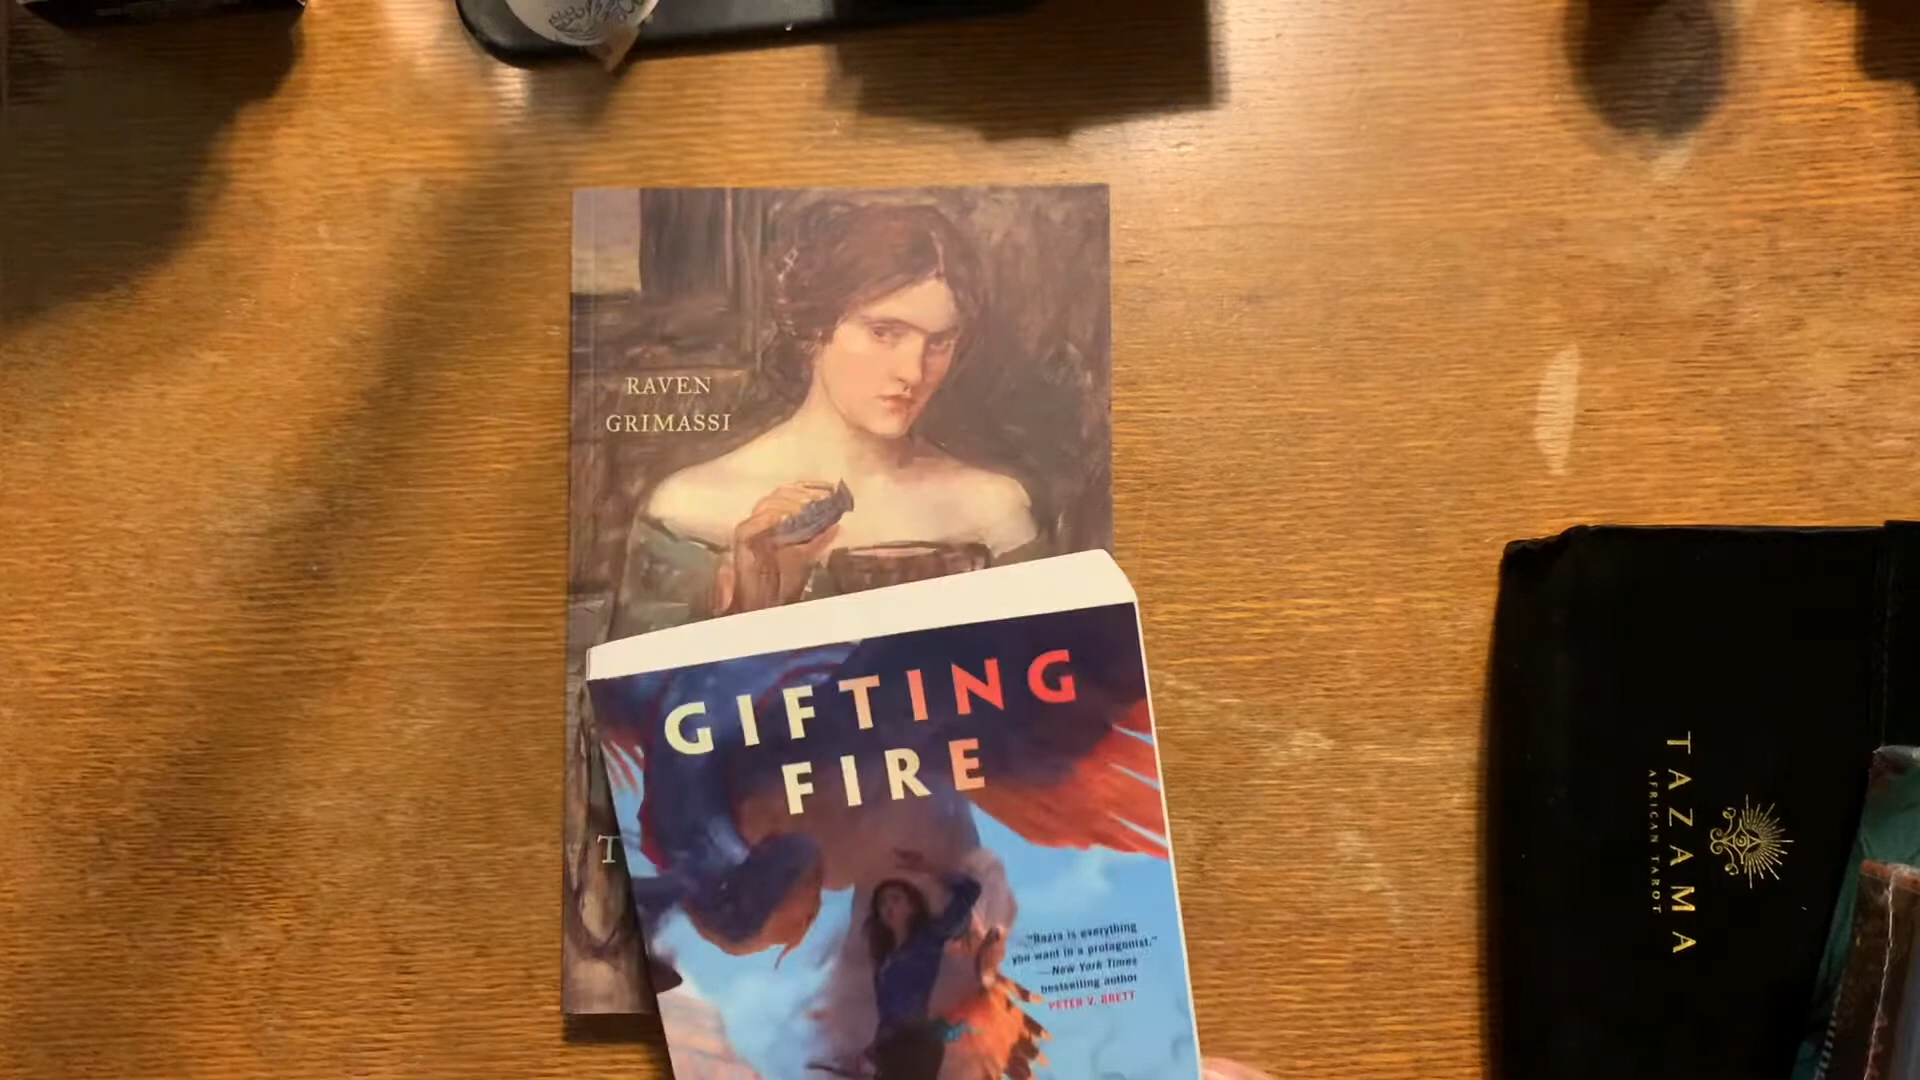 RAVEN
GRIMASSI
T
GIFTING
FIRE
"Razia is everything
you want in a protagonist."
—New York Times
bestselling author
PETER V. BRETT
TAZAMA
AFRICAN TAROT